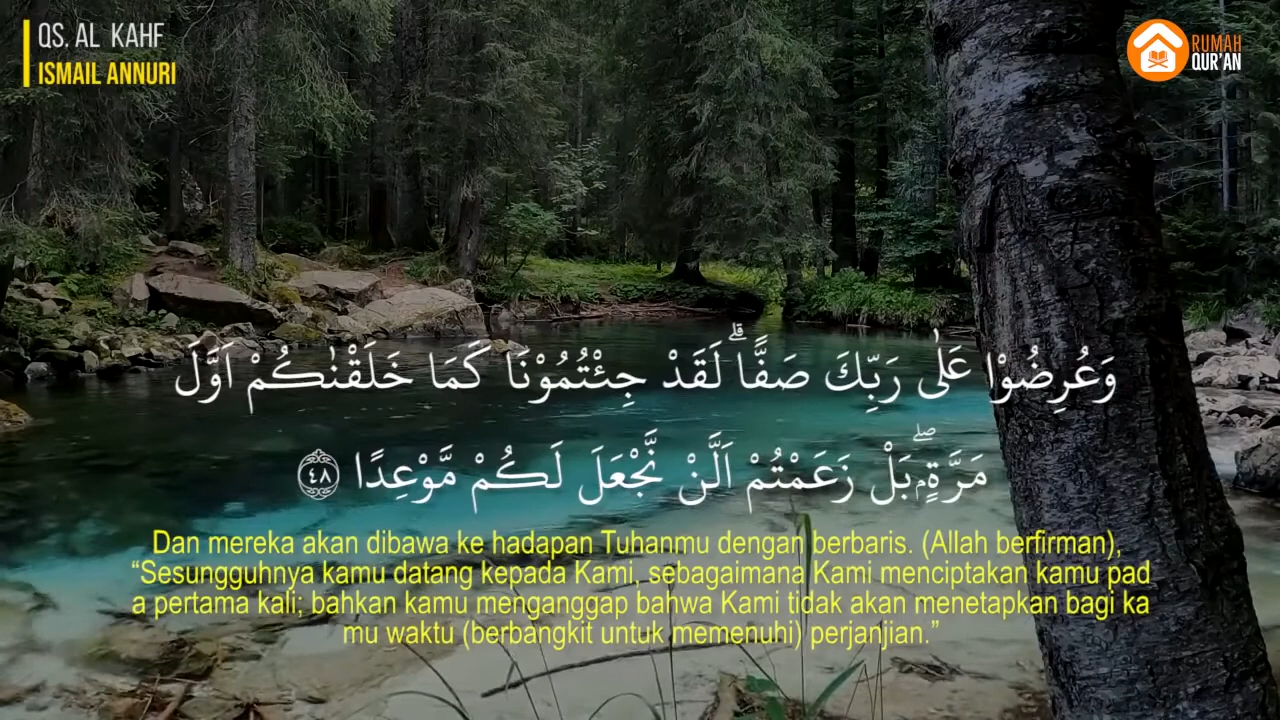 QS. AL KAHF
ISMAIL ANNURI
RUMAH
QUR'AN
وَعُرِضُوْا عَلٰى رَبِّكَ صَفًّاۗ لَقَدْ جِئْتُمُوْنَا كَمَا خَلَقْنٰكُمْ اَوَّلَ
مَرَّةٍۢ ۖبَلْ زَعَمْتُمْ اَلَّنْ نَّجْعَلَ لَكُمْ مَّوْعِدًا ٤٨
Dan mereka akan dibawa ke hadapan Tuhanmu dengan berbaris. (Allah berfirman),
“Sesungguhnya kamu datang kepada Kami, sebagaimana Kami menciptakan kamu pad
a pertama kali; bahkan kamu menganggap bahwa Kami tidak akan menetapkan bagi ka
mu waktu (berbangkit untuk memenuhi) perjanjian.”